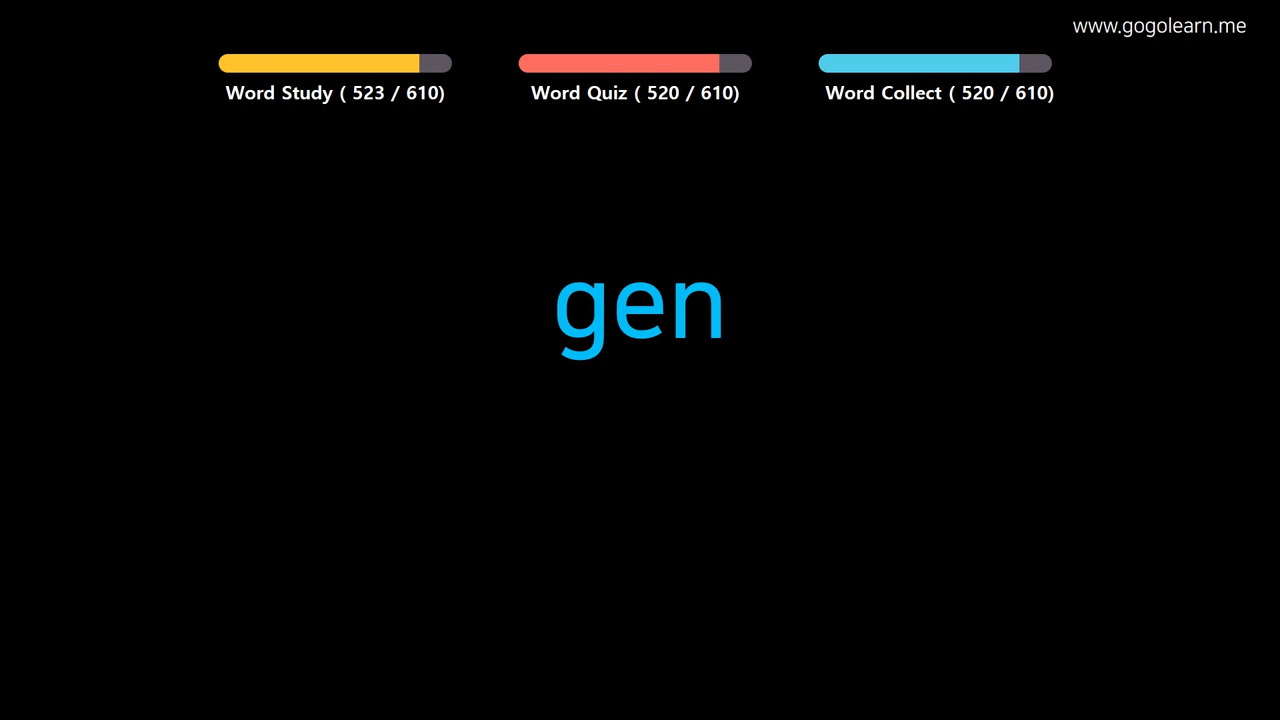 www.gogolearn.me
Word Study ( 523 / 610)
Word Quiz ( 520 / 610)
Word Collect ( 520 / 610)
gen